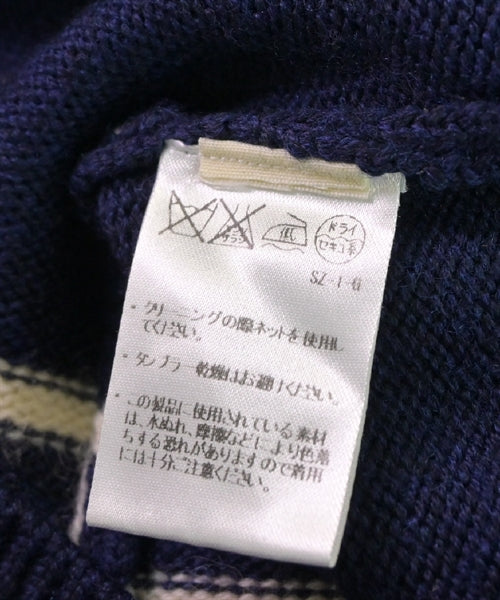 低
ドライ
セキユ系
SZ-1-G
・クリーニングの際ネットを使用し
てください。
・タンブラー乾燥はお避けください。
・この製品に使用されている素材
は、水ぬれ、摩擦などにより色落
ちする恐れがありますので着用
には十分ご注意ください。